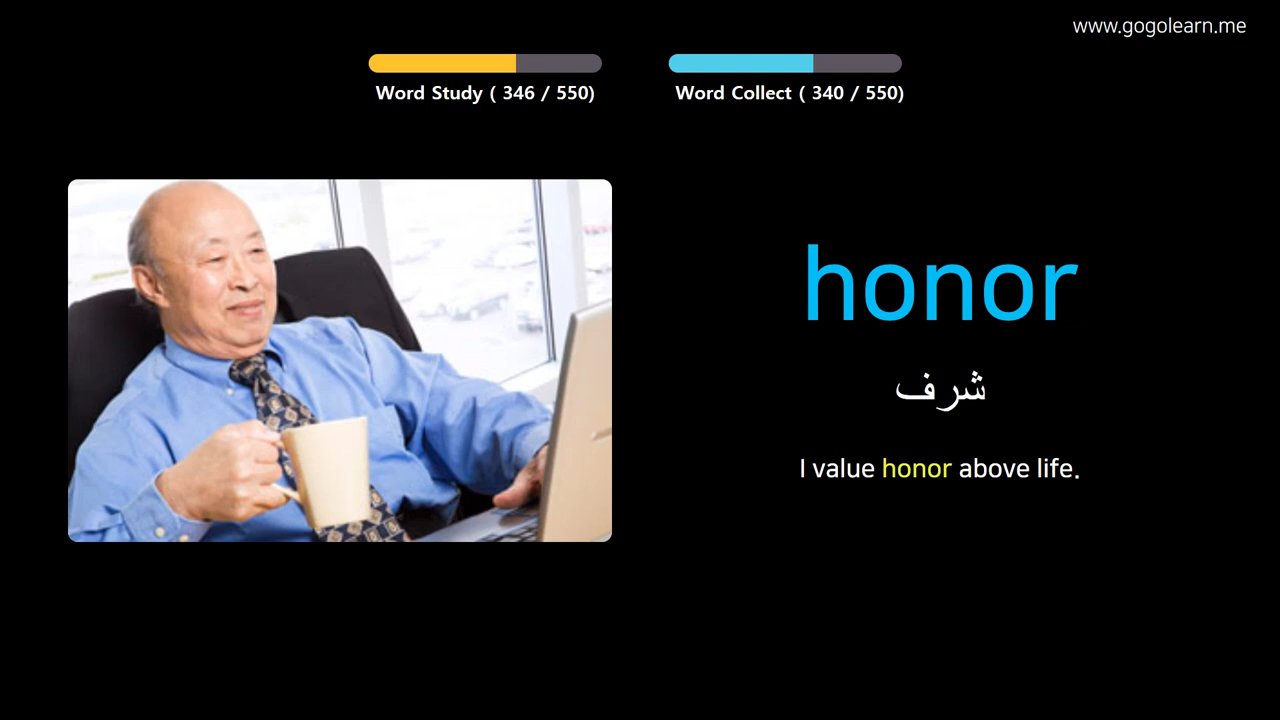 www.gogolearn.me
Word Study ( 346 / 550)
Word Collect ( 340 / 550)
honor
شرف
I value honor above life.